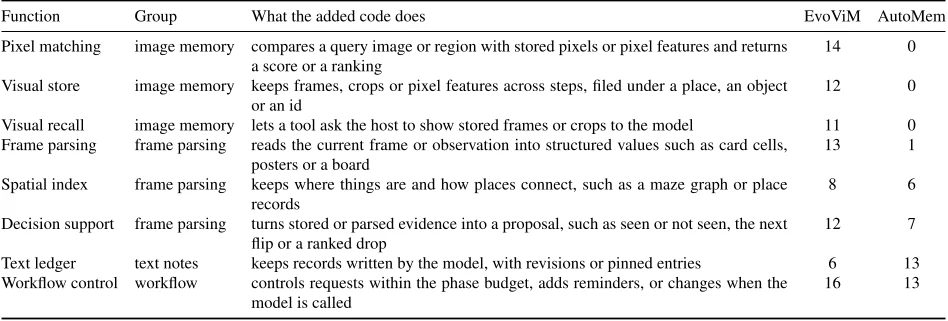 Function Group What the added code does EvoViM AutoMem
Pixel matching image memory compares a query image or region with stored pixels or pixel features and returns 14 0
a score or a ranking
Visual store image memory keeps frames, crops or pixel features across steps, filed under a place, an object 12 0
or an id
Visual recall image memory lets a tool ask the host to show stored frames or crops to the model 11 0
Frame parsing frame parsing reads the current frame or observation into structured values such as card cells, 13 1
posters or a board
Spatial index frame parsing keeps where things are and how places connect, such as a maze graph or place 8 6
records
Decision support frame parsing turns stored or parsed evidence into a proposal, such as seen or not seen, the next 12 7
flip or a ranked drop
Text ledger text notes keeps records written by the model, with revisions or pinned entries 6 13
Workflow control workflow controls requests within the phase budget, adds reminders, or changes when the 16 13
model is called